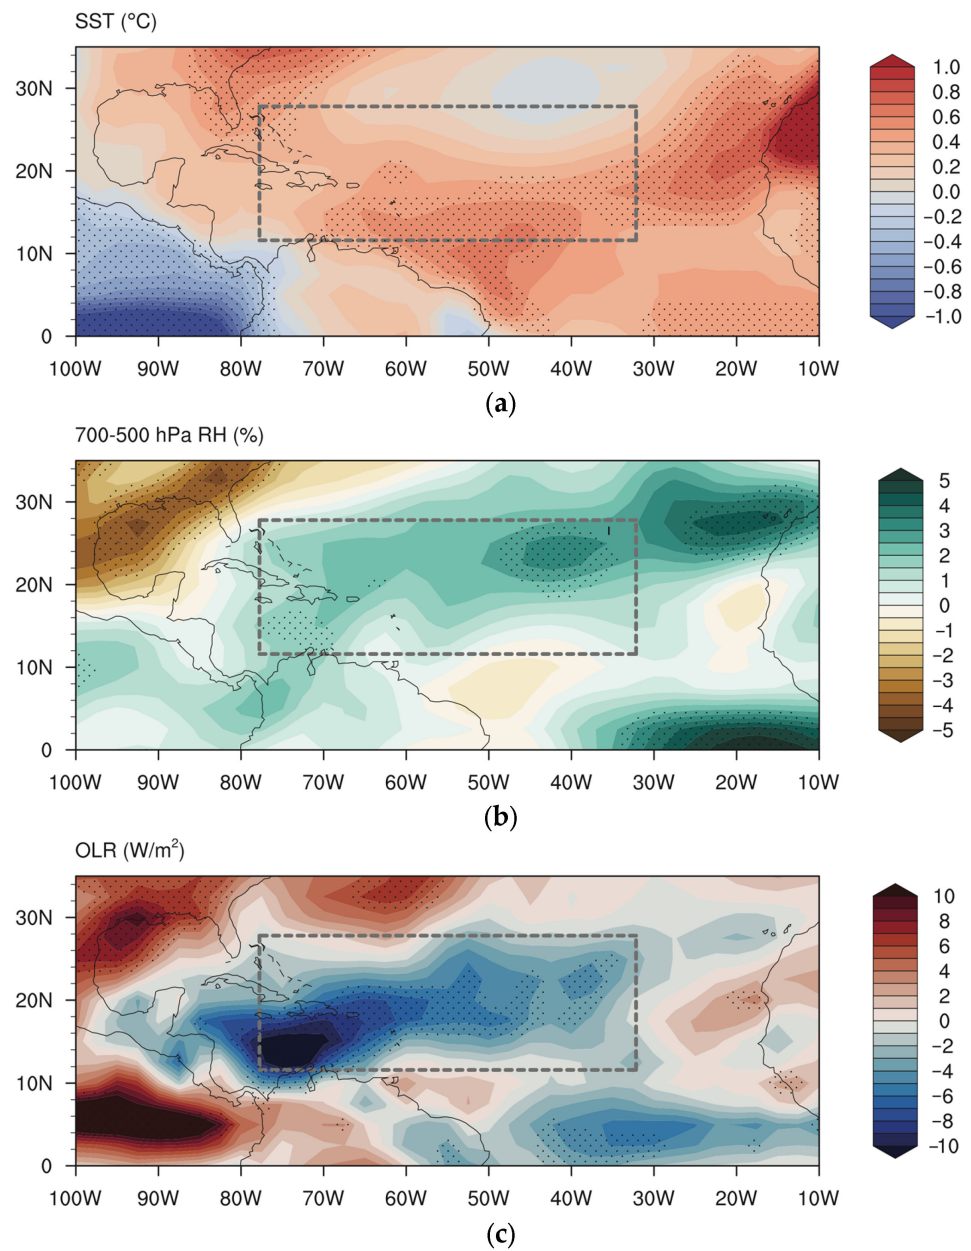 SST (°C)
30N
20N
10N
0
100W 90W 80W 70W 60W 50W 40W 30W 20W 10W
1.0
0.8
0.6
0.4
0.2
0.0
−0.2
−0.4
−0.6
−0.8
−1.0
(a)
700-500 hPa RH (%)
30N
20N
10N
0
100W 90W 80W 70W 60W 50W 40W 30W 20W 10W
5
4
3
2
1
0
−1
−2
−3
−4
−5
(b)
OLR (W/m²)
30N
20N
10N
0
100W 90W 80W 70W 60W 50W 40W 30W 20W 10W
10
8
6
4
2
0
−2
−4
−6
−8
−10
(c)